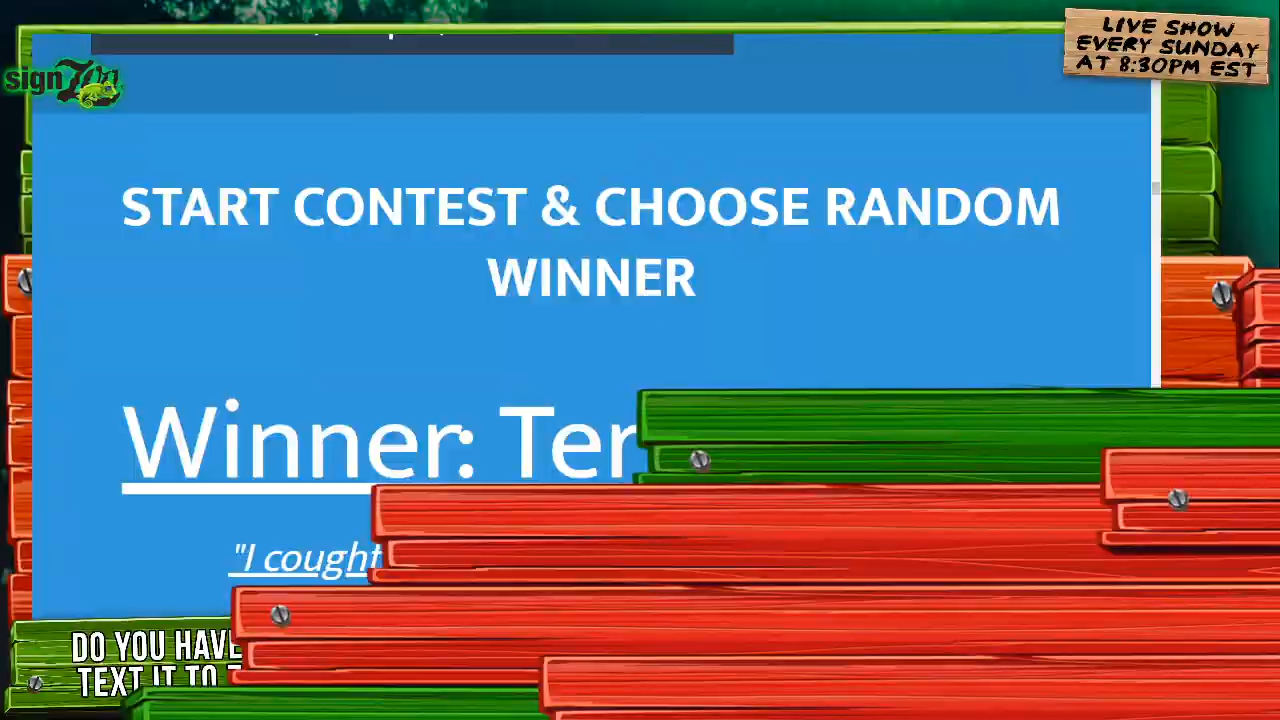 LIVE SHOW
EVERY SUNDAY
AT 8:30PM EST
sign Zoo
START CONTEST & CHOOSE RANDOM
WINNER
Winner: Ter
"I cought
DO YOU HAVE
TEXT IT TO